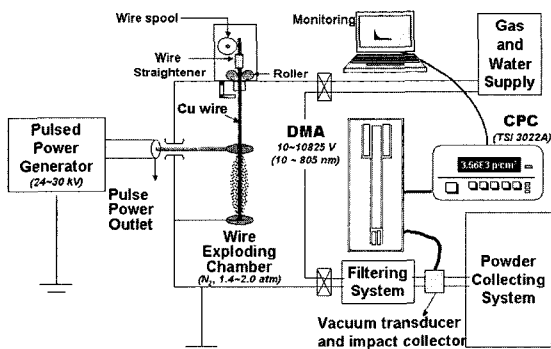 Wire spool
Monitoring
Gas
and
Water
Supply
Wire
Straightener
Roller
Cu wire
Pulsed
Power
Generator
(24~30 kV)
DMA
10~10825 V
(10 ~ 805 nm)
CPC
(TSI 3022A)
3.56E3 p·cm³
Pulse
Power
Outlet
Wire
Exploding
Chamber
(N₂, 1.4~2.0 atm)
Filtering
System
Powder
Collecting
System
Vacuum transducer
and impact collector